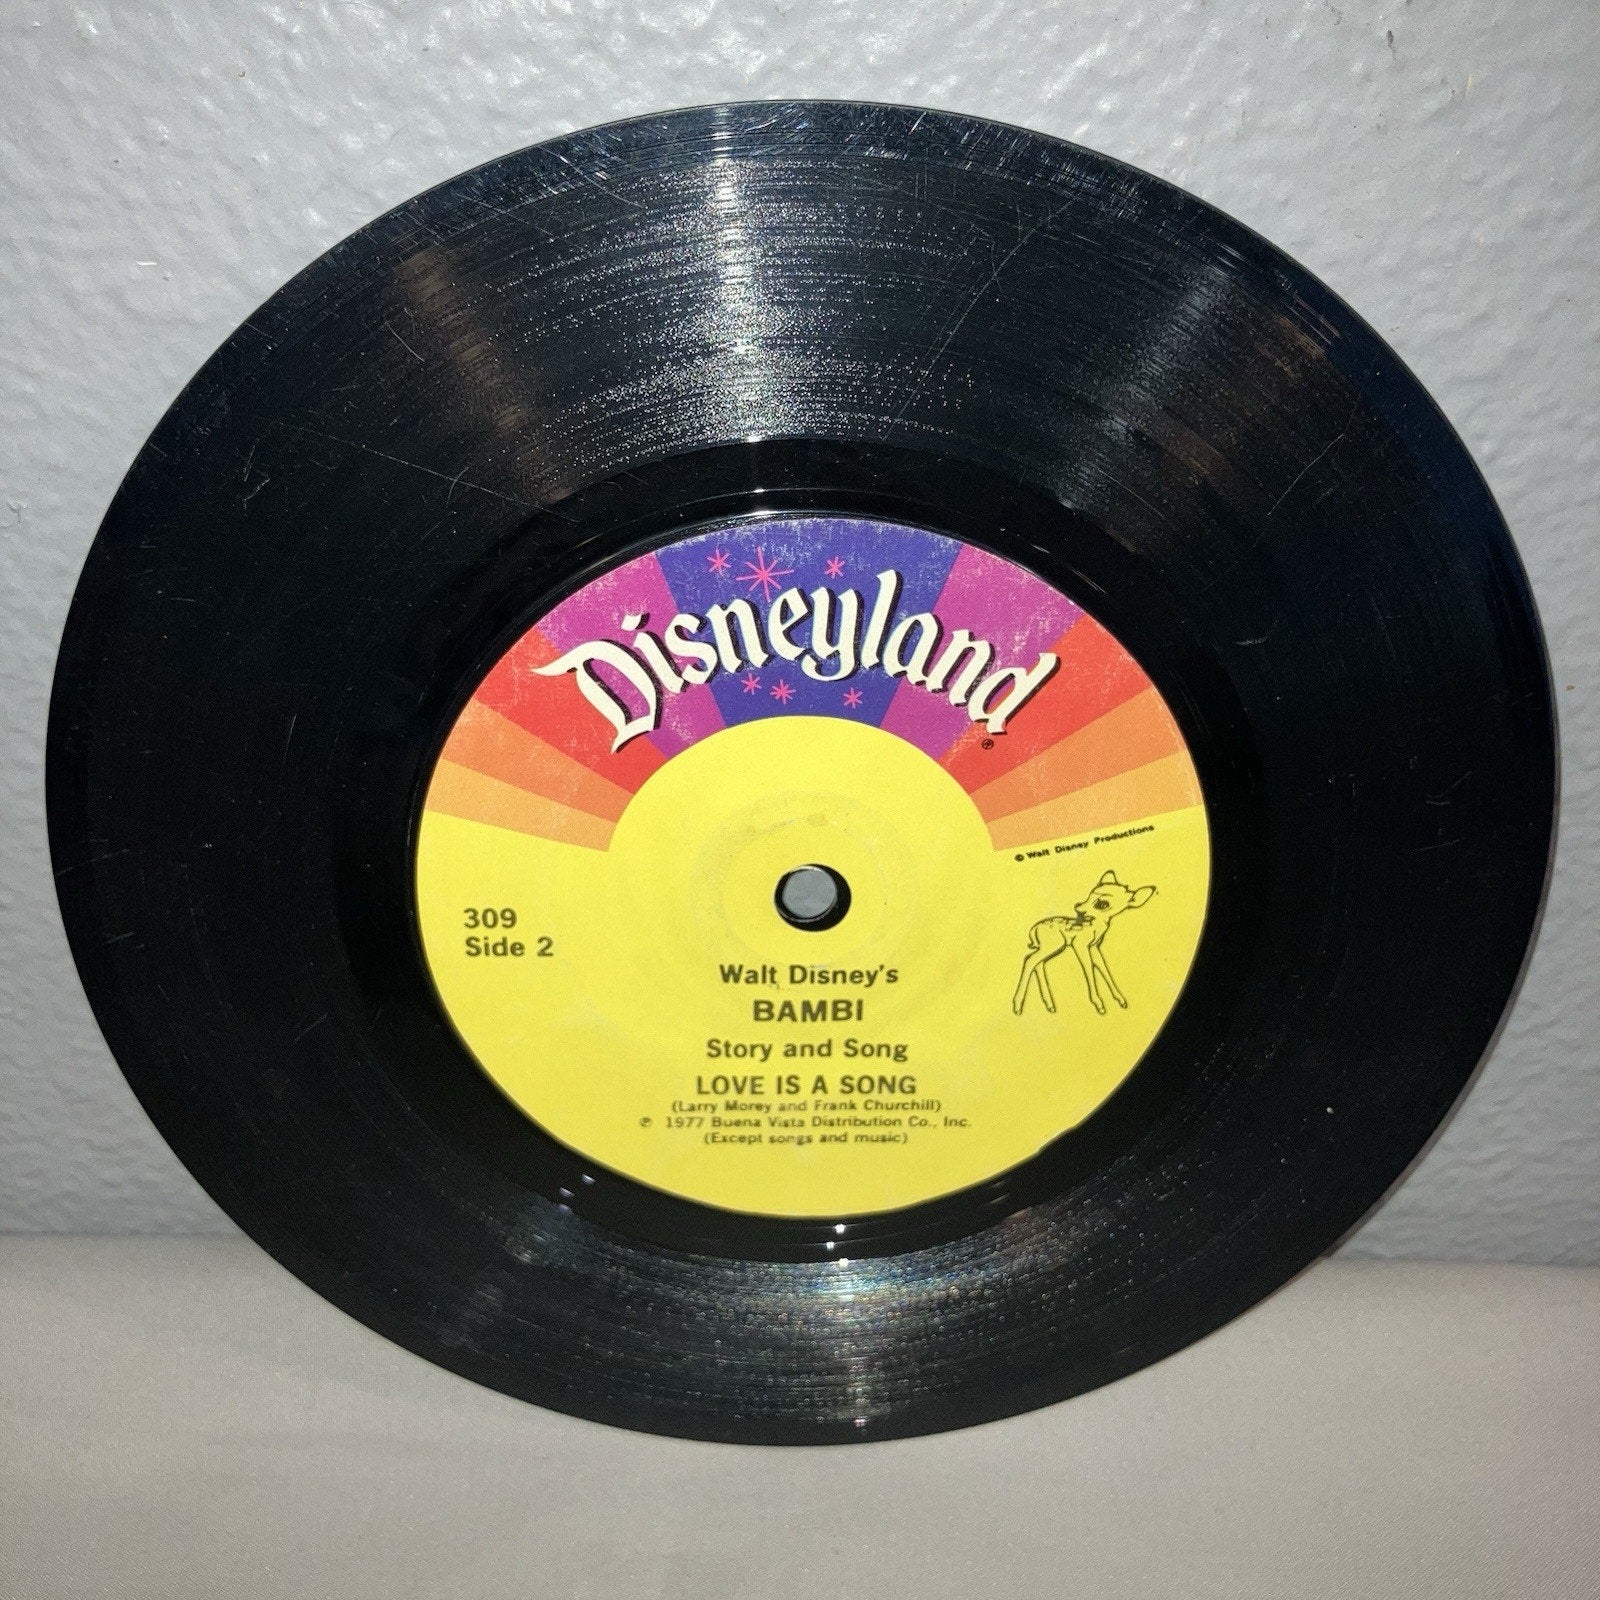 Disneyland
®
© Walt Disney Productions
309
Side 2
Walt Disney's
BAMBI
Story and Song
LOVE IS A SONG
(Larry Morey and Frank Churchill)
℗ 1977 Buena Vista Distribution Co., Inc.
(Except songs and music)